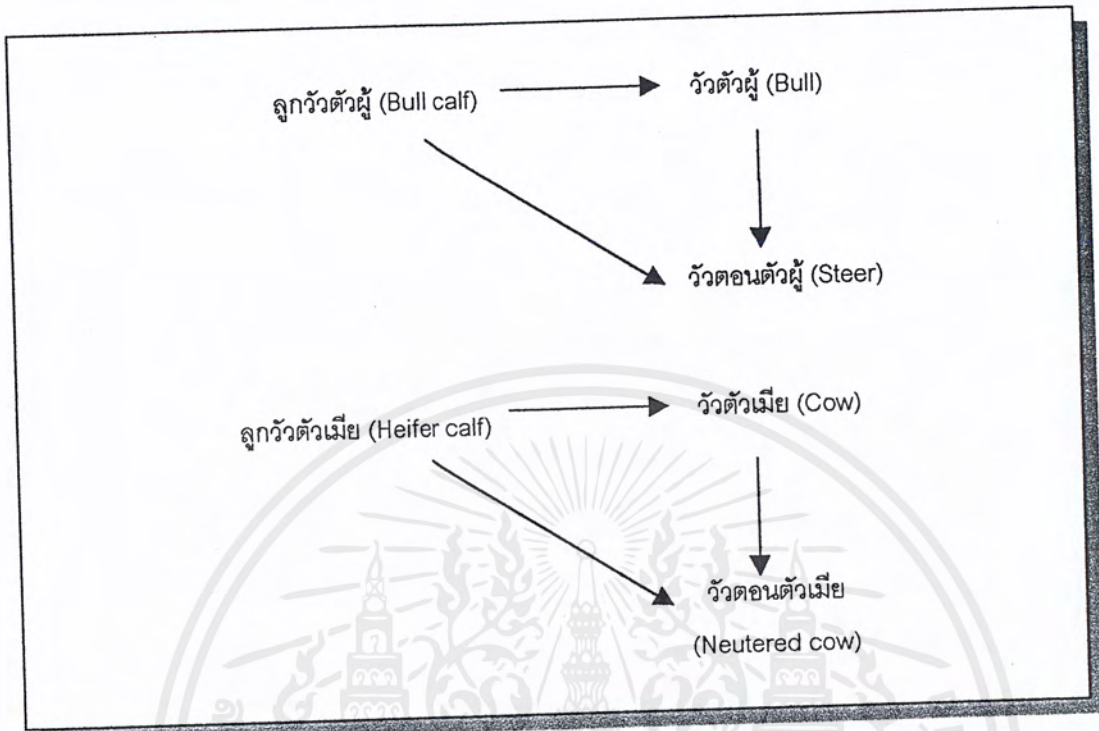 ลูกวัวตัวผู้ (Bull calf)
วัวตัวผู้ (Bull)
วัวตอนตัวผู้ (Steer)
ลูกวัวตัวเมีย (Heifer calf)
วัวตัวเมีย (Cow)
วัวตอนตัวเมีย
(Neutered cow)